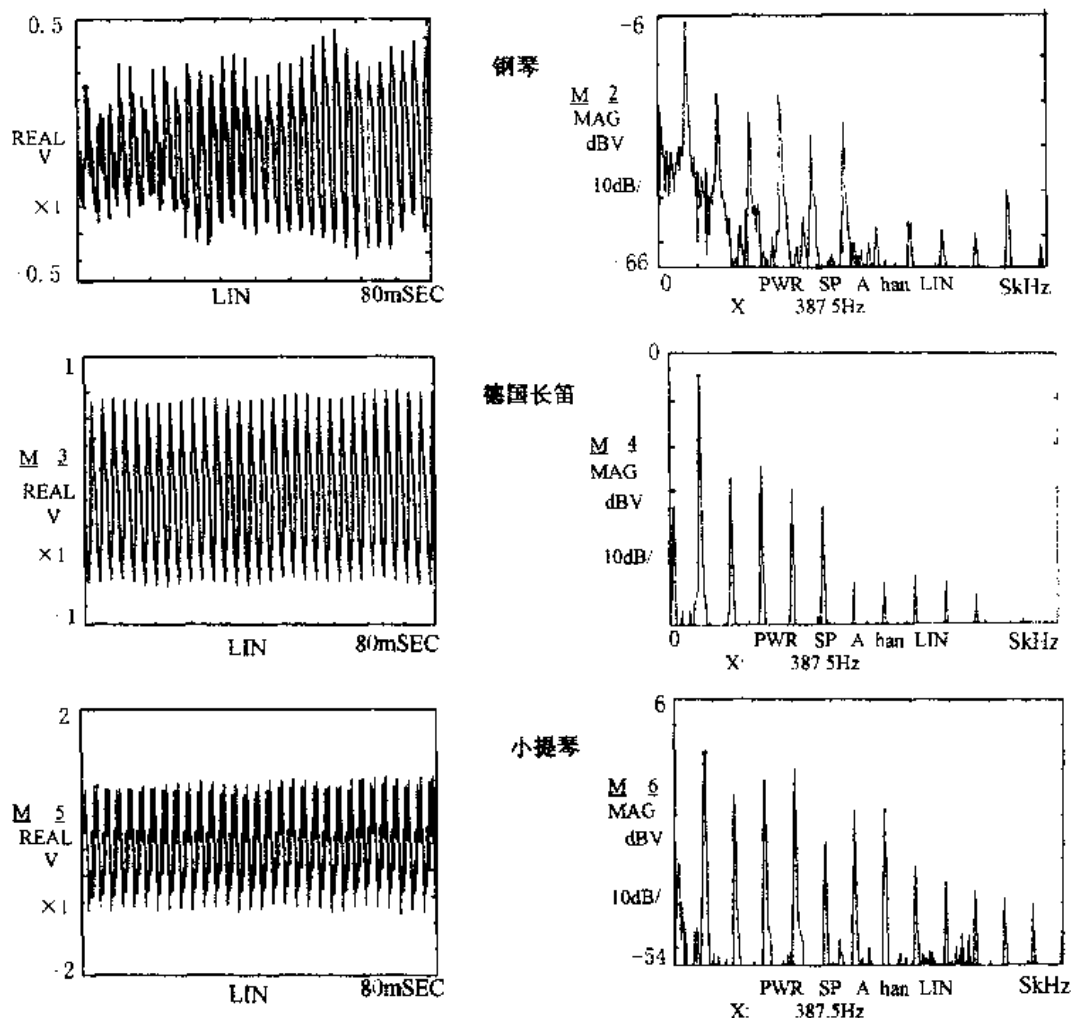 0.5
REAL
V
×1
-0.5
LIN 80mSEC
钢琴
-6
M 2
MAG
dBV
10dB/
-66
0 PWR SP A han LIN SkHz
X 387 5Hz
1
M 3
REAL
V
×1
-1
LIN 80mSEC
德国长笛
0
M 4
MAG
dBV
10dB/
0 PWR SP A han LIN SkHz
X: 387 5Hz
2
M 5
REAL
V
×1
-2
LIN 80mSEC
小提琴
6
M 6
MAG
dBV
10dB/
-54
PWR SP A han LIN SkHz
X: 387.5Hz